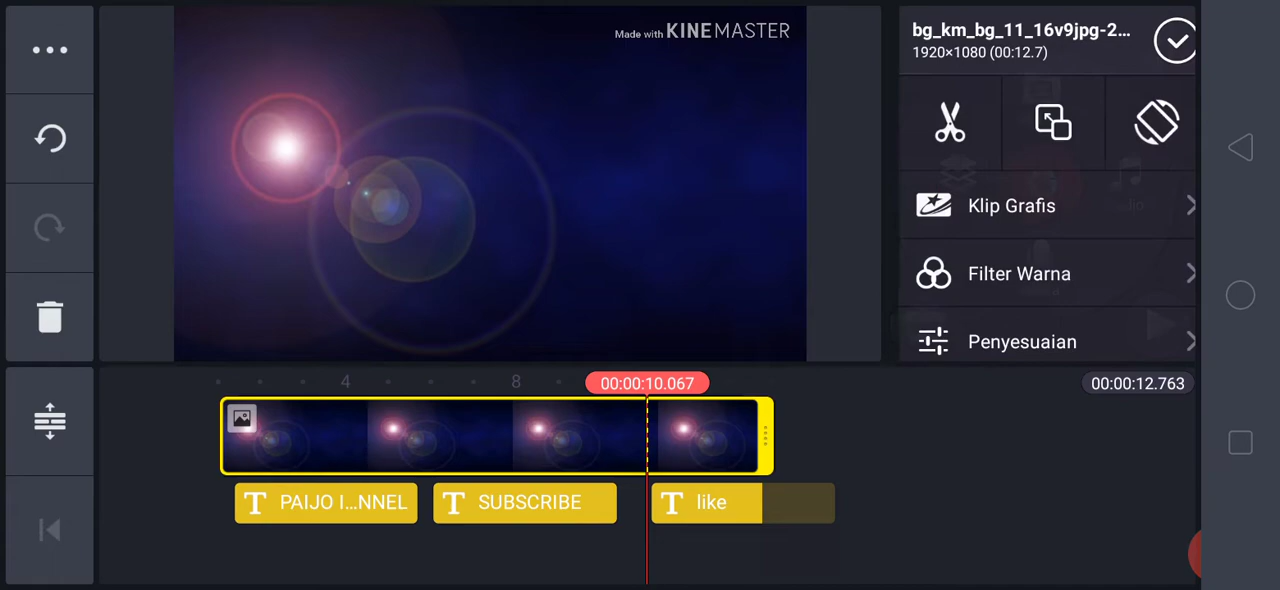 Made with KINEMASTER
bg_km_bg_11_16v9jpg-2...
1920×1080 (00:12.7)
Klip Grafis
Filter Warna
Penyesuaian
4
8
00:00:10.067
00:00:12.763
PAIJO I...NNEL
SUBSCRIBE
like